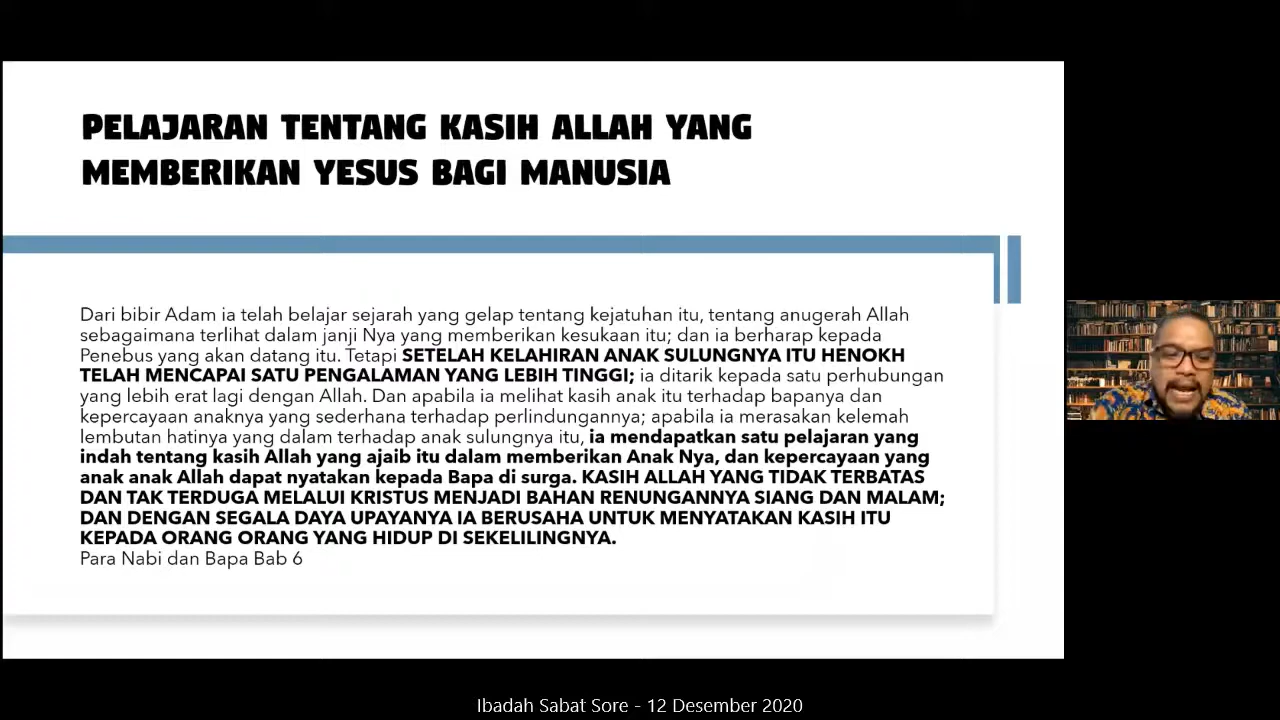 PELAJARAN TENTANG KASIH ALLAH YANG
MEMBERIKAN YESUS BAGI MANUSIA
Dari bibir Adam ia telah belajar sejarah yang gelap tentang kejatuhan itu, tentang anugerah Allah
sebagaimana terlihat dalam janji Nya yang memberikan kesukaan itu; dan ia berharap kepada
Penebus yang akan datang itu. Tetapi SETELAH KELAHIRAN ANAK SULUNGNYA ITU HENOKH
TELAH MENCAPAI SATU PENGALAMAN YANG LEBIH TINGGI; ia ditarik kepada satu perhubungan
yang lebih erat lagi dengan Allah. Dan apabila ia melihat kasih anak itu terhadap bapanya dan
kepercayaan anaknya yang sederhana terhadap perlindungannya; apabila ia merasakan kelemah
lembutan hatinya yang dalam terhadap anak sulungnya itu, ia mendapatkan satu pelajaran yang
indah tentang kasih Allah yang ajaib itu dalam memberikan Anak Nya, dan kepercayaan yang
anak anak Allah dapat nyatakan kepada Bapa di surga. KASIH ALLAH YANG TIDAK TERBATAS
DAN TAK TERDUGA MELALUI KRISTUS MENJADI BAHAN RENUNGANNYA SIANG DAN MALAM;
DAN DENGAN SEGALA DAYA UPAYANYA IA BERUSAHA UNTUK MENYATAKAN KASIH ITU
KEPADA ORANG ORANG YANG HIDUP DI SEKELILINGNYA.
Para Nabi dan Bapa Bab 6
Ibadah Sabat Sore - 12 Desember 2020